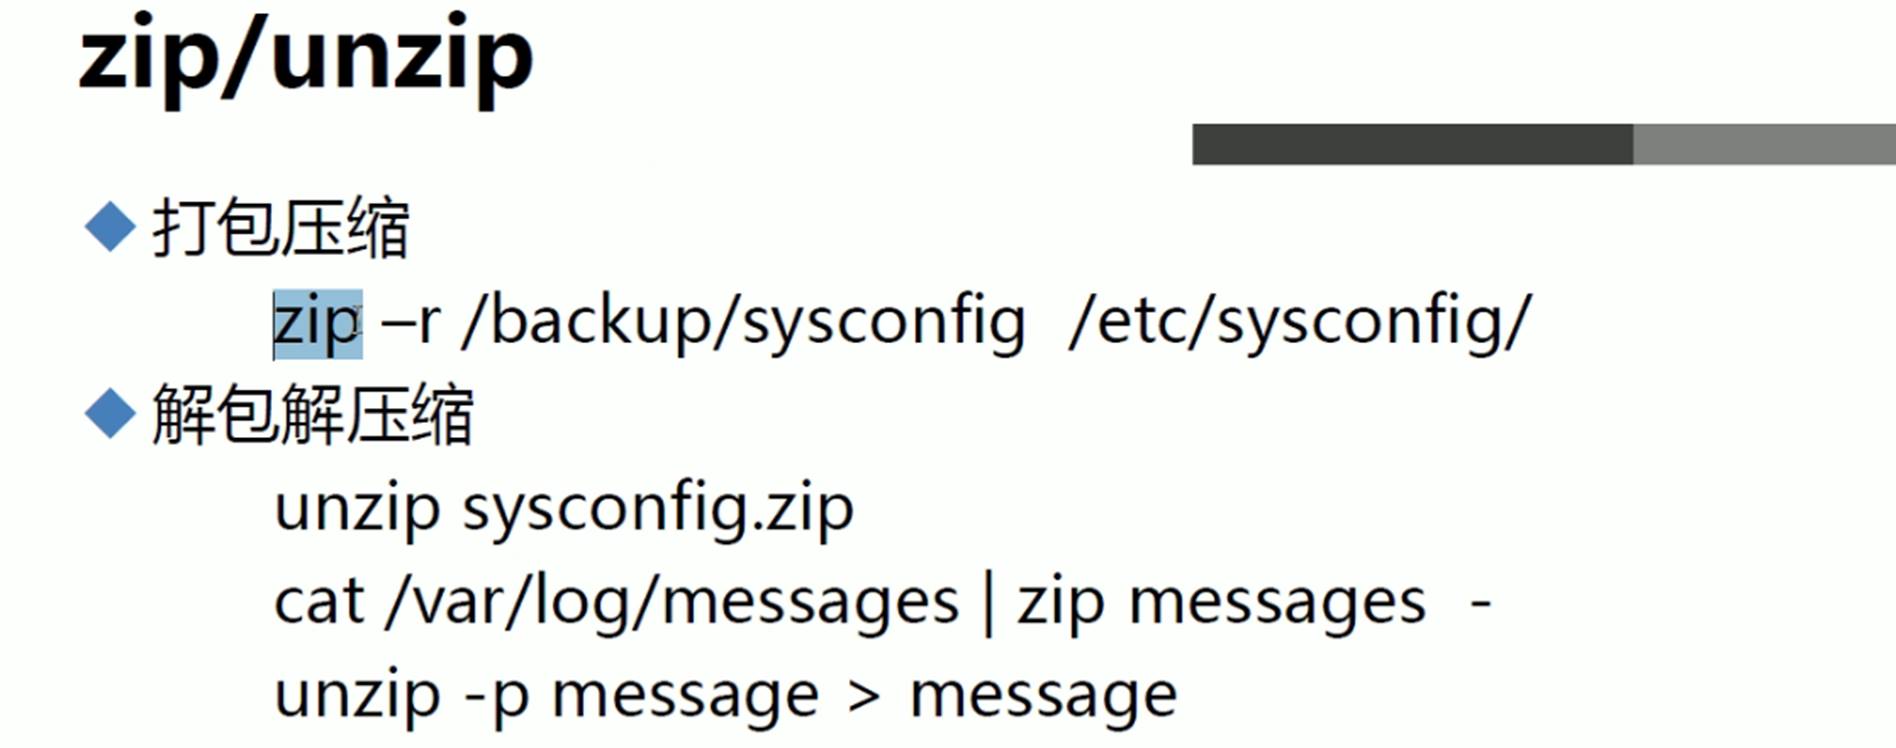 zip/unzip
打包压缩
zip –r /backup/sysconfig  /etc/sysconfig/
解包解压缩
unzip sysconfig.zip
cat /var/log/messages | zip messages  -
unzip -p message > message